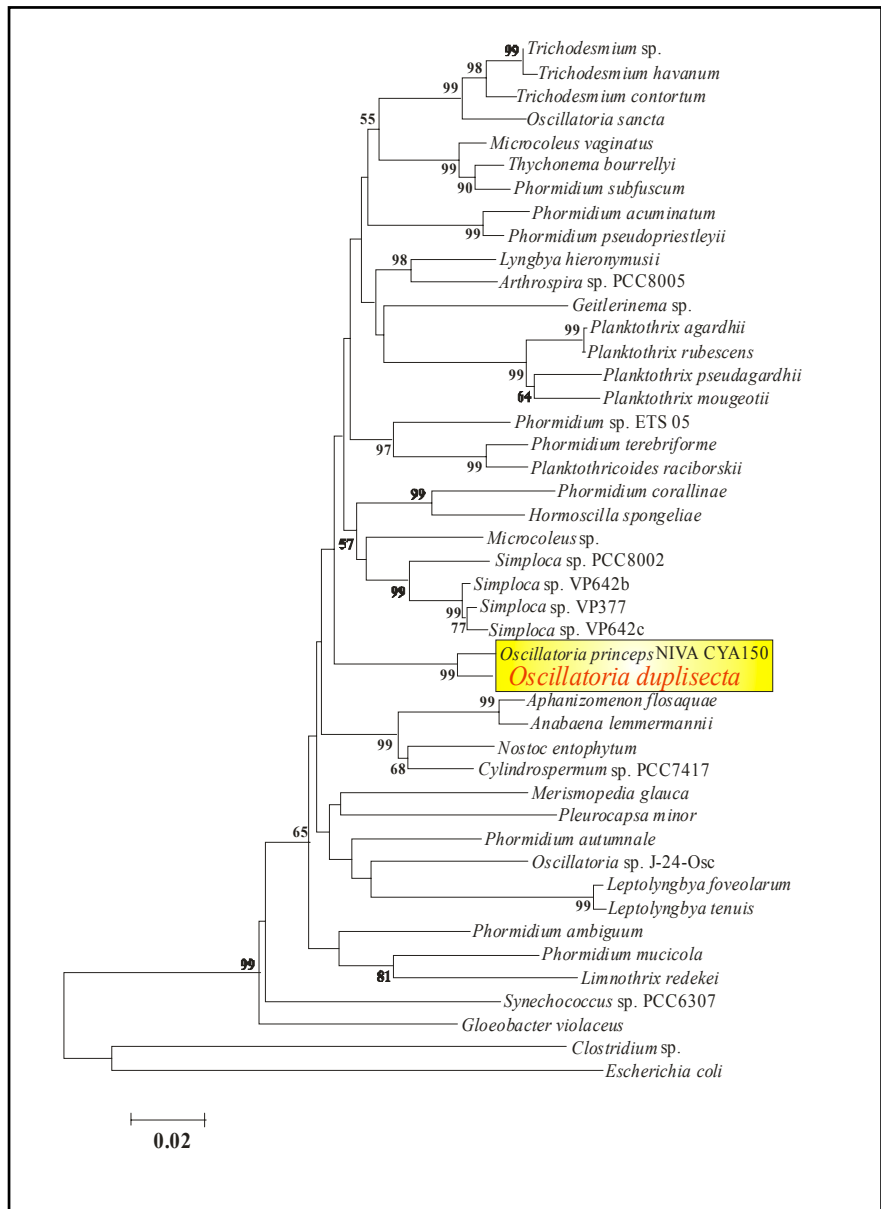 99
Trichodesmium sp.
98
Trichodesmium havanum
99
Trichodesmium contortum
55
Oscillatoria sancta
Microcoleus vaginatus
99
Thychonema bourrellyi
90
Phormidium subfuscum
Phormidium acuminatum
99
Phormidium pseudopriestleyii
98
Lyngbya hieronymusii
Arthrospira sp. PCC8005
Geitlerinema sp.
99
Planktothrix agardhii
Planktothrix rubescens
99
Planktothrix pseudagardhii
64
Planktothrix mougeotii
Phormidium sp. ETS 05
97
Phormidium terebriforme
99
Planktothricoides raciborskii
99
Phormidium corallinae
Hormoscilla spongeliae
57
Microcoleus sp.
Simploca sp. PCC8002
99
Simploca sp. VP642b
99
Simploca sp. VP377
77
Simploca sp. VP642c
Oscillatoria princeps NIVA CYA150
99
Oscillatoria duplisecta
99
Aphanizomenon flosaquae
Anabaena lemmermannii
99
Nostoc entophytum
68
Cylindrospermum sp. PCC7417
Merismopedia glauca
Pleurocapsa minor
65
Phormidium autumnale
Oscillatoria sp. J-24-Osc
Leptolyngbya foveolarum
99
Leptolyngbya tenuis
Phormidium ambiguum
Phormidium mucicola
81
Limnothrix redekei
99
Synechococcus sp. PCC6307
Gloeobacter violaceus
Clostridium sp.
Escherichia coli
0.02